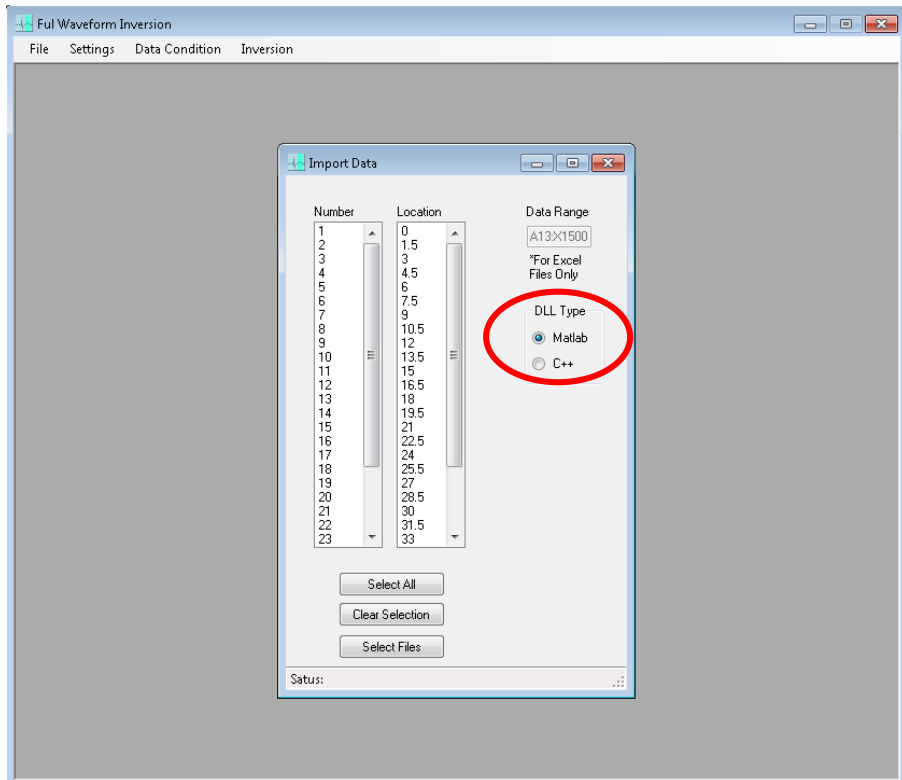 Ful Waveform Inversion
File Settings Data Condition Inversion
Import Data
Number Location Data Range
1 0
2 1.5
3 3
4 4.5
5 6
6 7.5
7 9
8 10.5
9 12
10 13.5
11 15
12 16.5
13 18
14 19.5
15 21
16 22.5
17 24
18 25.5
19 27
20 28.5
21 30
22 31.5
23 33
A13:X1500
*For Excel
Files Only
DLL Type
Matlab
C++
Select All
Clear Selection
Select Files
Satus: